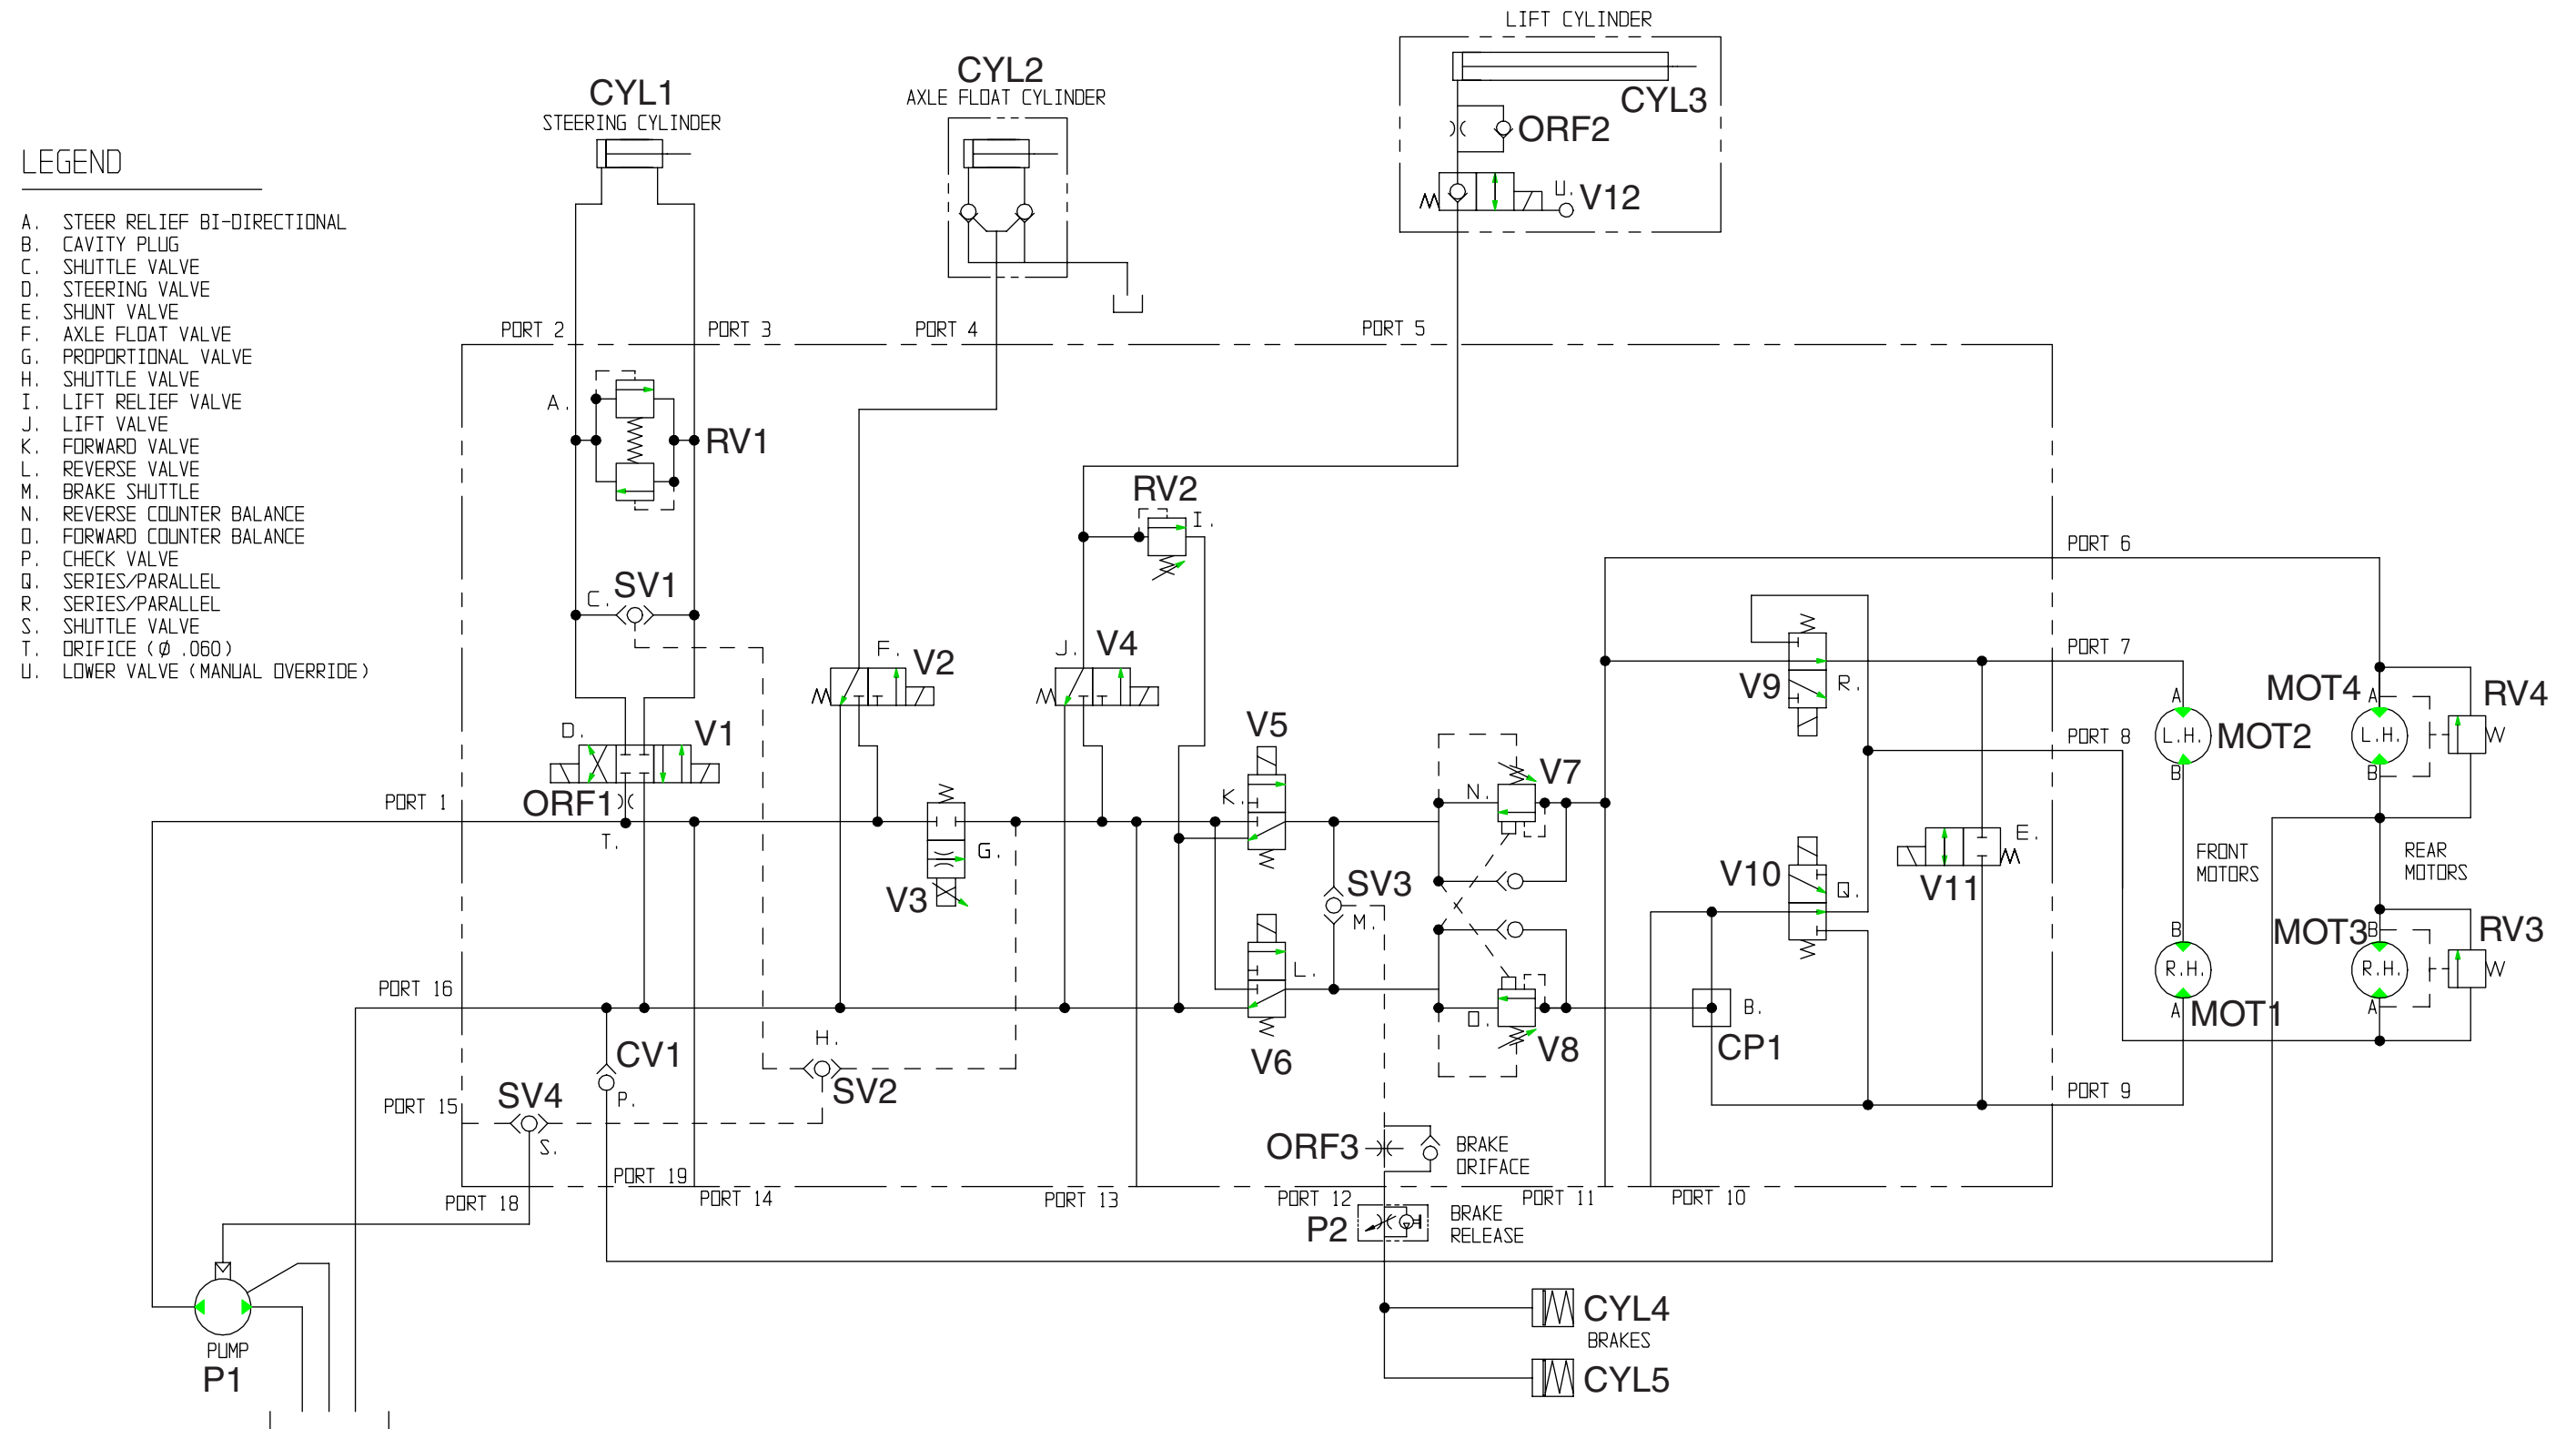 LIFT CYLINDER
CYL3
ORF2
U.
V12
CYL2
AXLE FLOAT CYLINDER
CYL1
STEERING CYLINDER
LEGEND
A. STEER RELIEF BI-DIRECTIONAL
B. CAVITY PLUG
C. SHUTTLE VALVE
D. STEERING VALVE
E. SHUNT VALVE
F. AXLE FLOAT VALVE
G. PROPORTIONAL VALVE
H. SHUTTLE VALVE
I. LIFT RELIEF VALVE
J. LIFT VALVE
K. FORWARD VALVE
L. REVERSE VALVE
M. BRAKE SHUTTLE
N. REVERSE COUNTER BALANCE
O. FORWARD COUNTER BALANCE
P. CHECK VALVE
Q. SERIES/PARALLEL
R. SERIES/PARALLEL
S. SHUTTLE VALVE
T. ORIFICE (Ø .060)
U. LOWER VALVE (MANUAL OVERRIDE)
PORT 2
PORT 3
PORT 4
PORT 5
A.
RV1
RV2
I.
C.
SV1
F.
V2
J.
V4
D.
V1
ORF1
T.
PORT 1
G.
V3
V5
K.
V6
L.
SV3
M.
N.
V7
O.
V8
PORT 6
PORT 7
PORT 8
PORT 9
V9
R.
V10
Q.
E.
V11
B.
CP1
A
L.H.
B
MOT2
FRONT
MOTORS
B
R.H.
A
MOT1
MOT4
A
L.H.
B
RV4
REAR
MOTORS
MOT3
B
R.H.
A
RV3
PORT 16
CV1
P.
H.
SV2
PORT 15
SV4
S.
PORT 19
PORT 18
PORT 14
PORT 13
PORT 12
PORT 11
PORT 10
ORF3
BRAKE
ORIFACE
P2
BRAKE
RELEASE
PUMP
P1
CYL4
BRAKES
CYL5